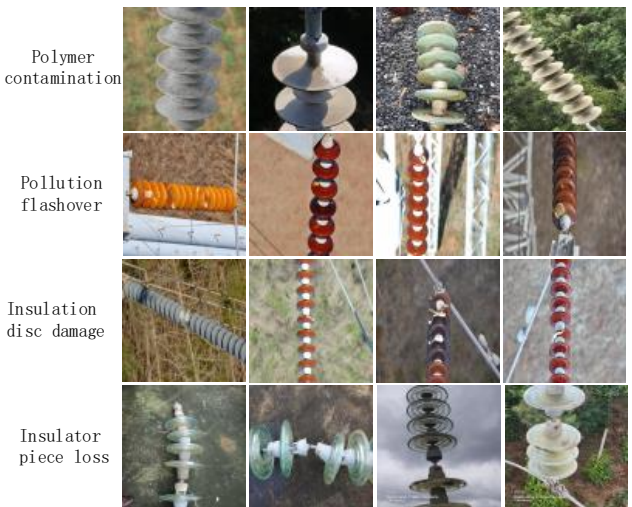 Polymer
contamination
Pollution
flashover
Insulation
disc damage
Insulator
piece loss